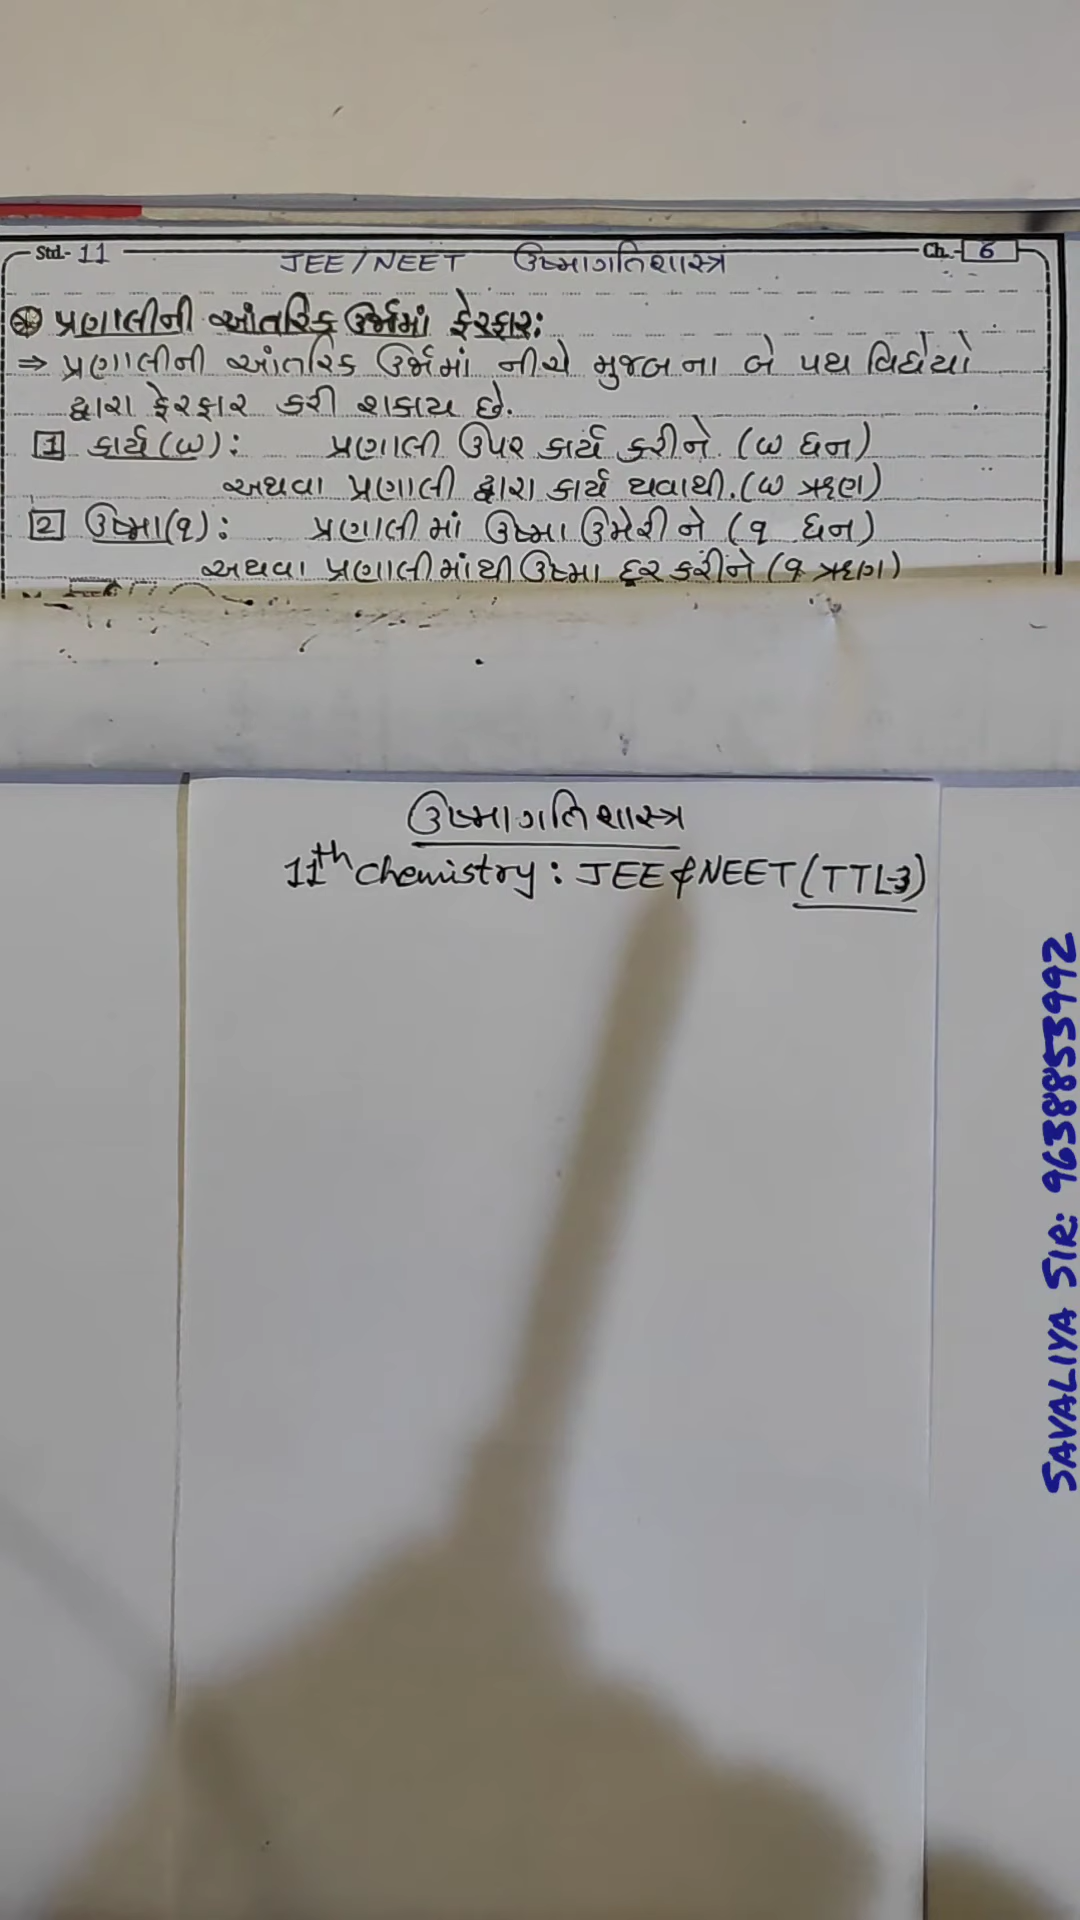 Std.- 11 JEE/NEET ઉષ્માગતિશાસ્ત્ર Ch.- 6
પ્રણાલીની આંતરિક ઉર્જામાં ફેરફાર:
⇒ પ્રણાલીની આંતરિક ઉર્જામાં નીચે મુજબના બે પથ વિધેયો
દ્વારા ફેરફાર કરી શકાય છે.
1 કાર્ય(w): પ્રણાલી ઉપર કાર્ય કરીને (w ધન)
અથવા પ્રણાલી દ્વારા કાર્ય થવાથી.(w ઋણ)
2 ઉષ્મા(q): પ્રણાલીમાં ઉષ્મા ઉમેરીને (q ધન)
અથવા પ્રણાલીમાંથી ઉષ્મા દૂર કરીને (q ઋણ)
ઉષ્માગતિશાસ્ત્ર
11th chemistry: JEE & NEET (TTL-3)
SAVALIYA SIR: 9638853992